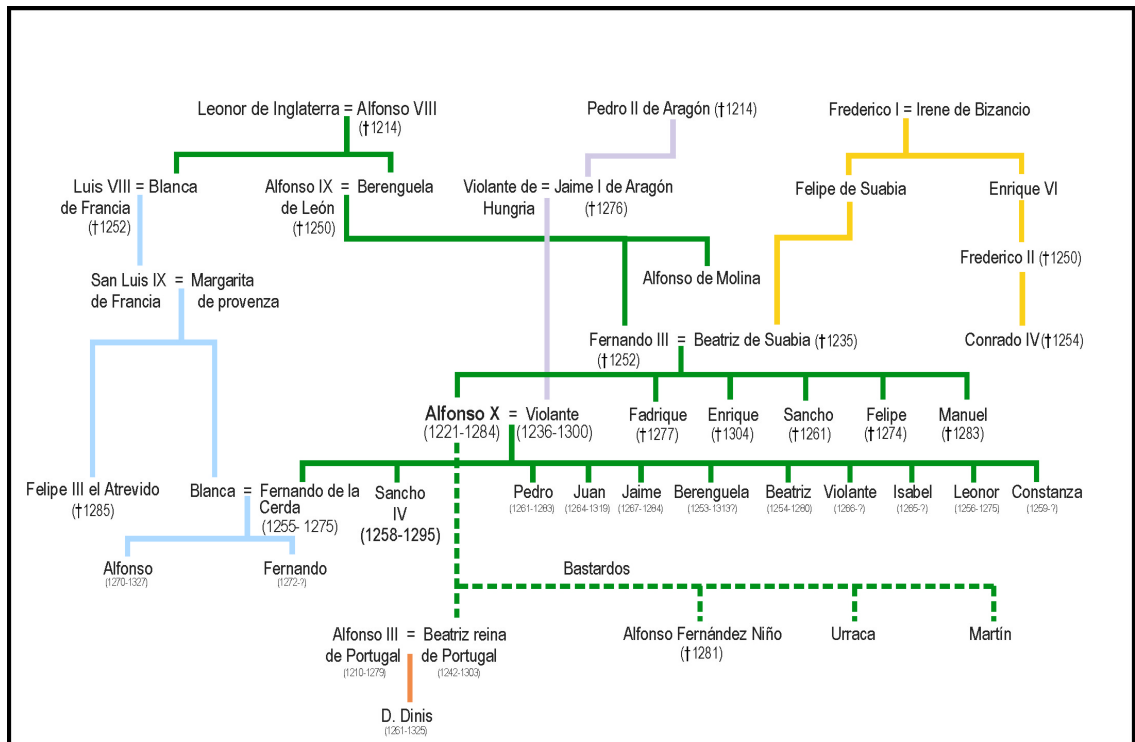 Leonor de Inglaterra = Alfonso VIII
(✝1214)
Pedro II de Aragón (✝1214)
Frederico I = Irene de Bizancio
Luis VIII = Blanca
de Francia
(✝1252)
Alfonso IX = Berenguela
de León
(✝1250)
Violante de = Jaime I de Aragón
Hungria
(✝1276)
Felipe de Suabia
Enrique VI
Frederico II (✝1250)
Alfonso de Molina
San Luis IX = Margarita
de Francia de provenza
Fernando III = Beatriz de Suabia (✝1235)
(✝1252)
Conrado IV (✝1254)
Alfonso X = Violante
(1221-1284) (1236-1300)
Fadrique
(✝1277)
Enrique
(✝1304)
Sancho
(✝1261)
Felipe
(✝1274)
Manuel
(✝1283)
Felipe III el Atrevido
(✝1285)
Blanca = Fernando de la
Cerda
(1255- 1275)
Sancho
IV
(1258-1295)
Pedro
(1261-1283)
Juan
(1264-1319)
Jaime
(1267-1284)
Berenguela
(1253-1313?)
Beatriz
(1254-1280)
Violante
(1266-?)
Isabel
(1265-?)
Leonor
(1256-1275)
Constanza
(1259-?)
Alfonso
(1270-1327)
Fernando
(1272-?)
Bastardos
Alfonso III = Beatriz reina
de Portugal de Portugal
(1210-1279) (1242-1303)
Alfonso Fernández Niño
(✝1281)
Urraca
Martín
D. Dinis
(1261-1325)